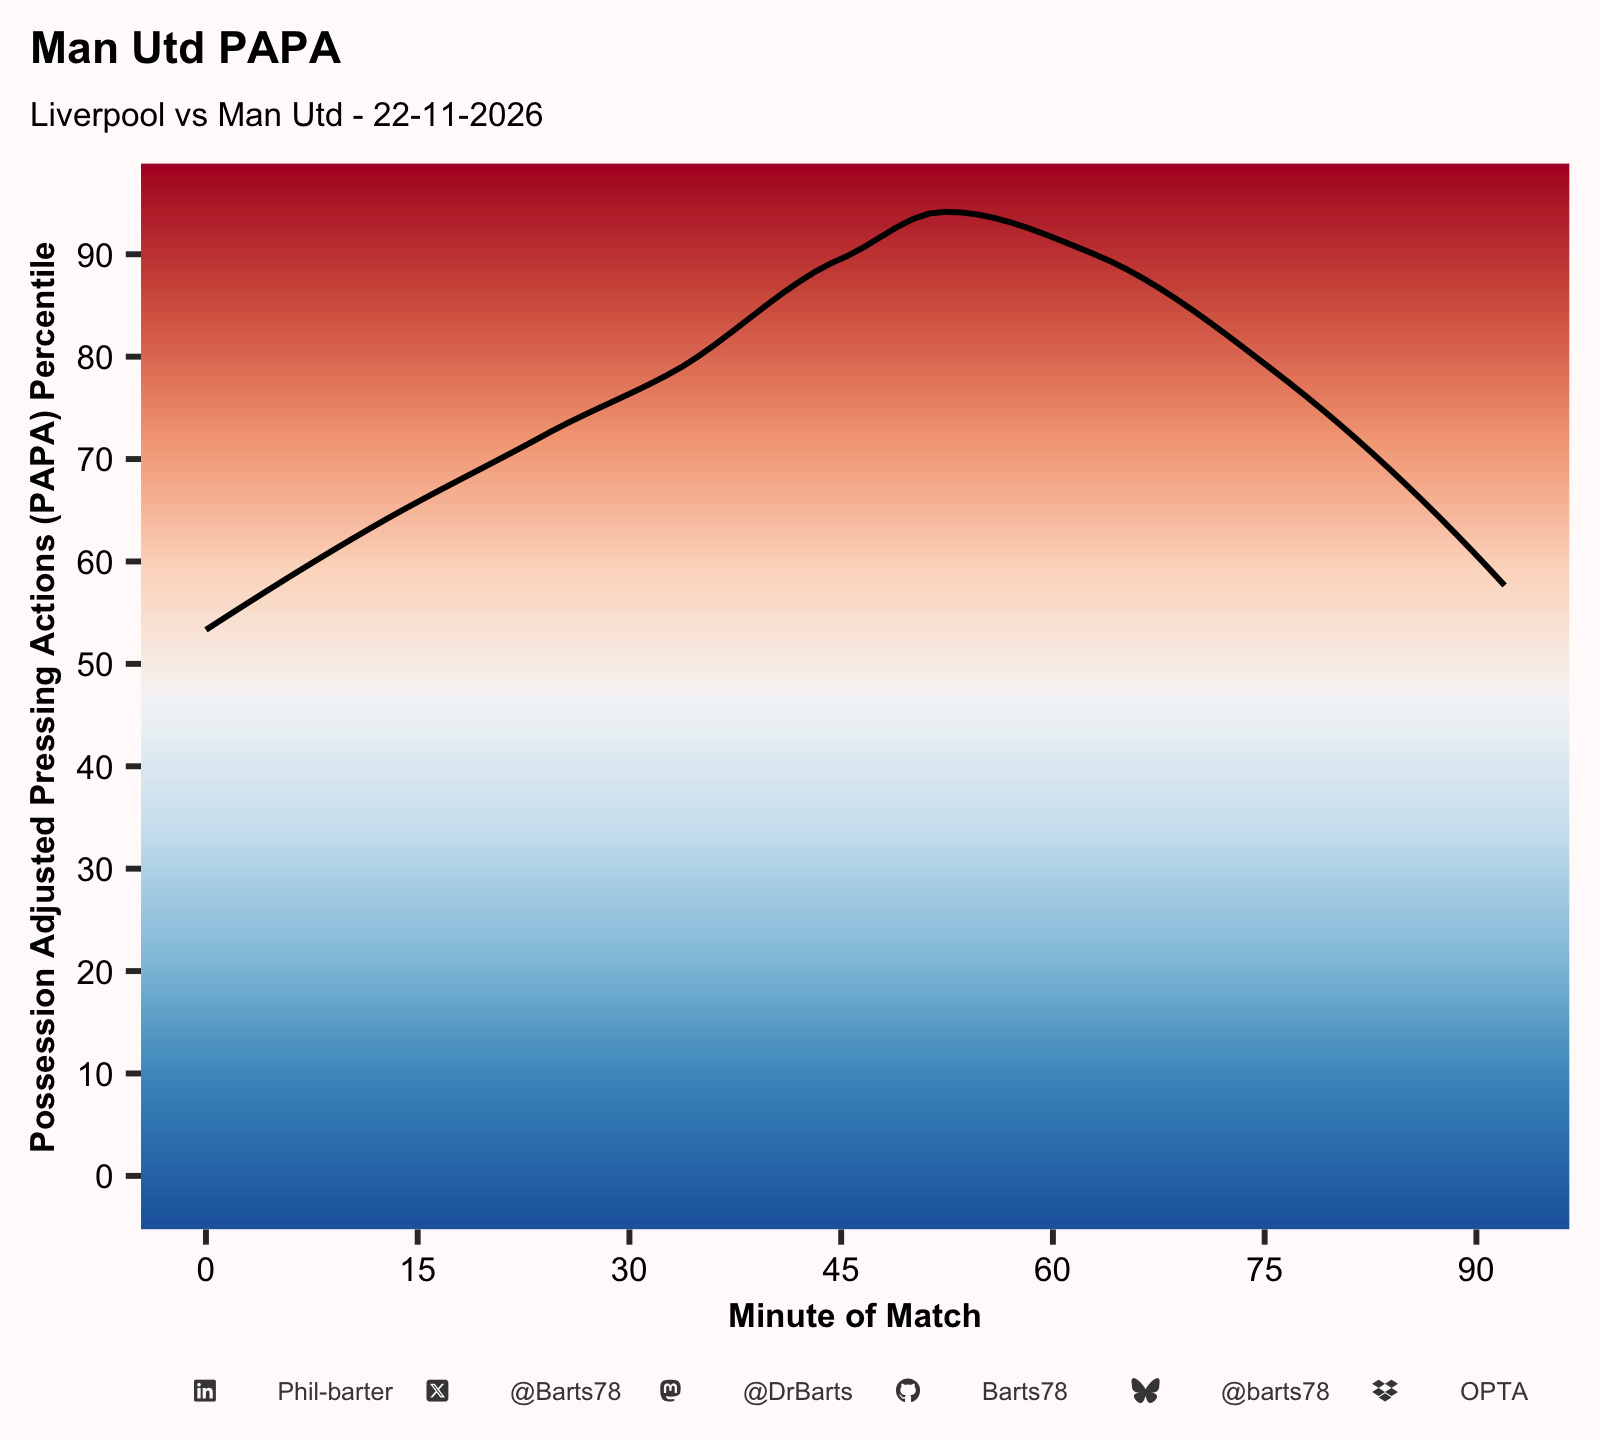 Man Utd PAPA
Liverpool vs Man Utd - 22-11-2026
Possession Adjusted Pressing Actions (PAPA) Percentile
90
80
70
60
50
40
30
20
10
0
0 15 30 45 60 75 90
Minute of Match
Phil-barter @Barts78 @DrBarts Barts78 @barts78 OPTA